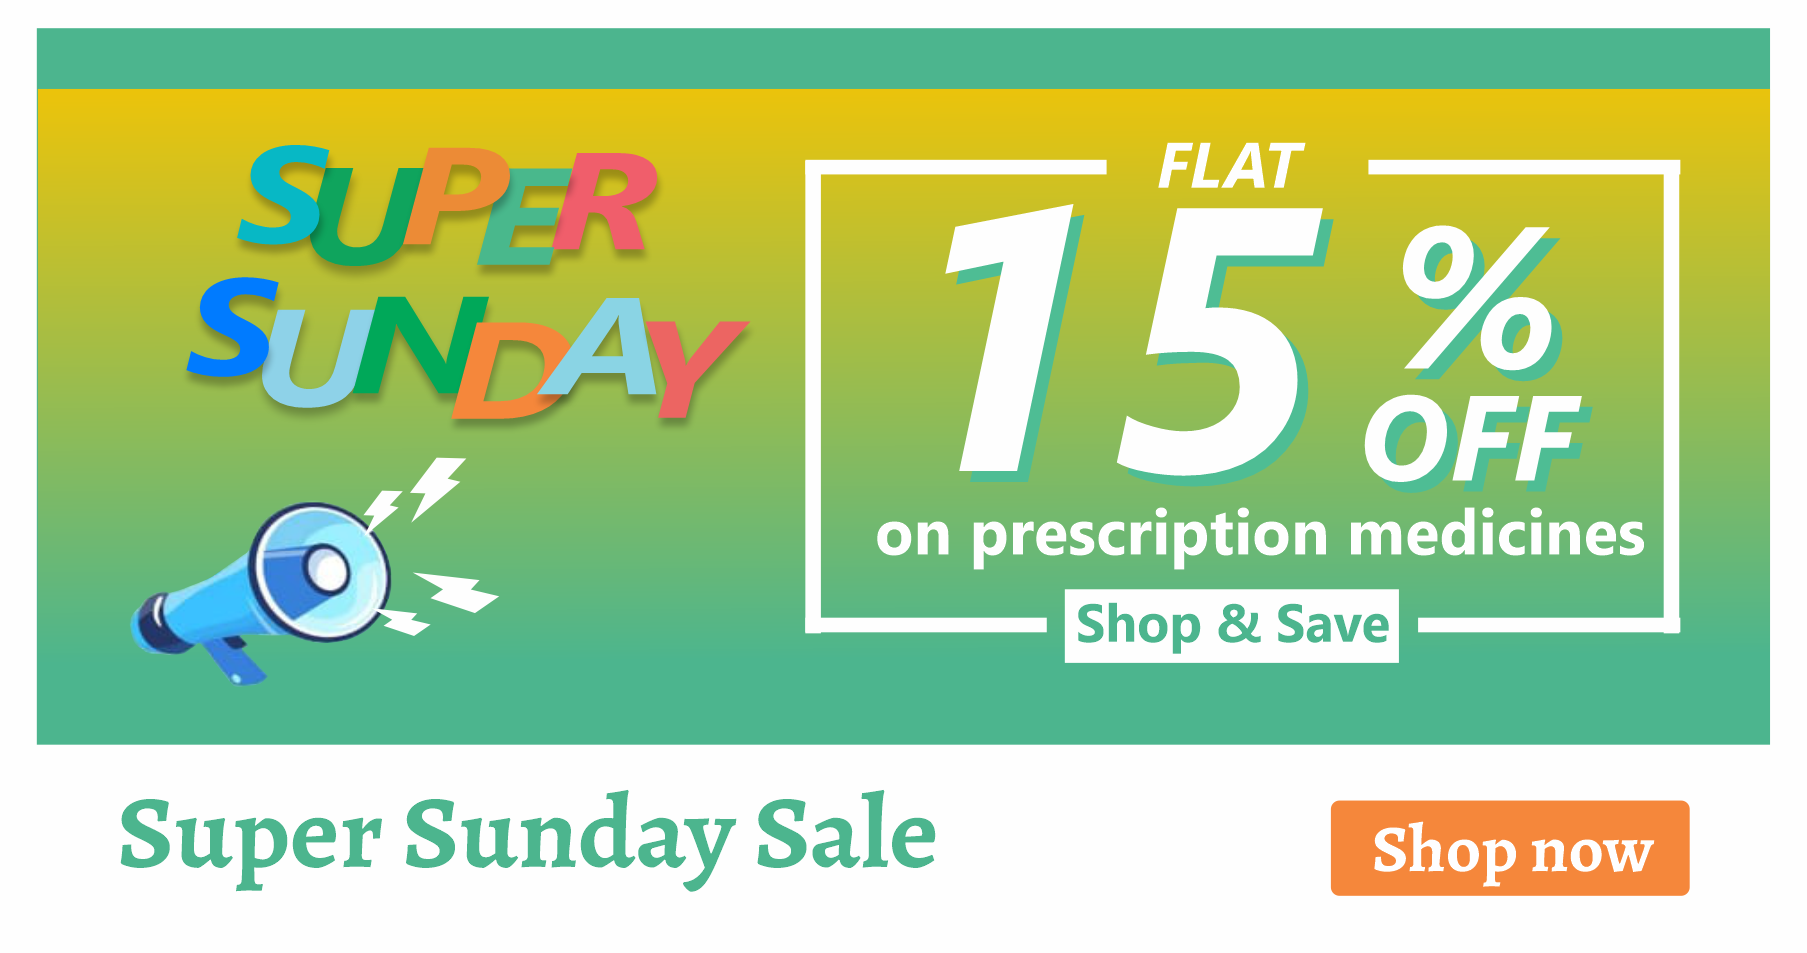 SUPER
SUNDAY
FLAT
15%
OFF
on prescription medicines
Shop & Save
Super Sunday Sale
Shop now